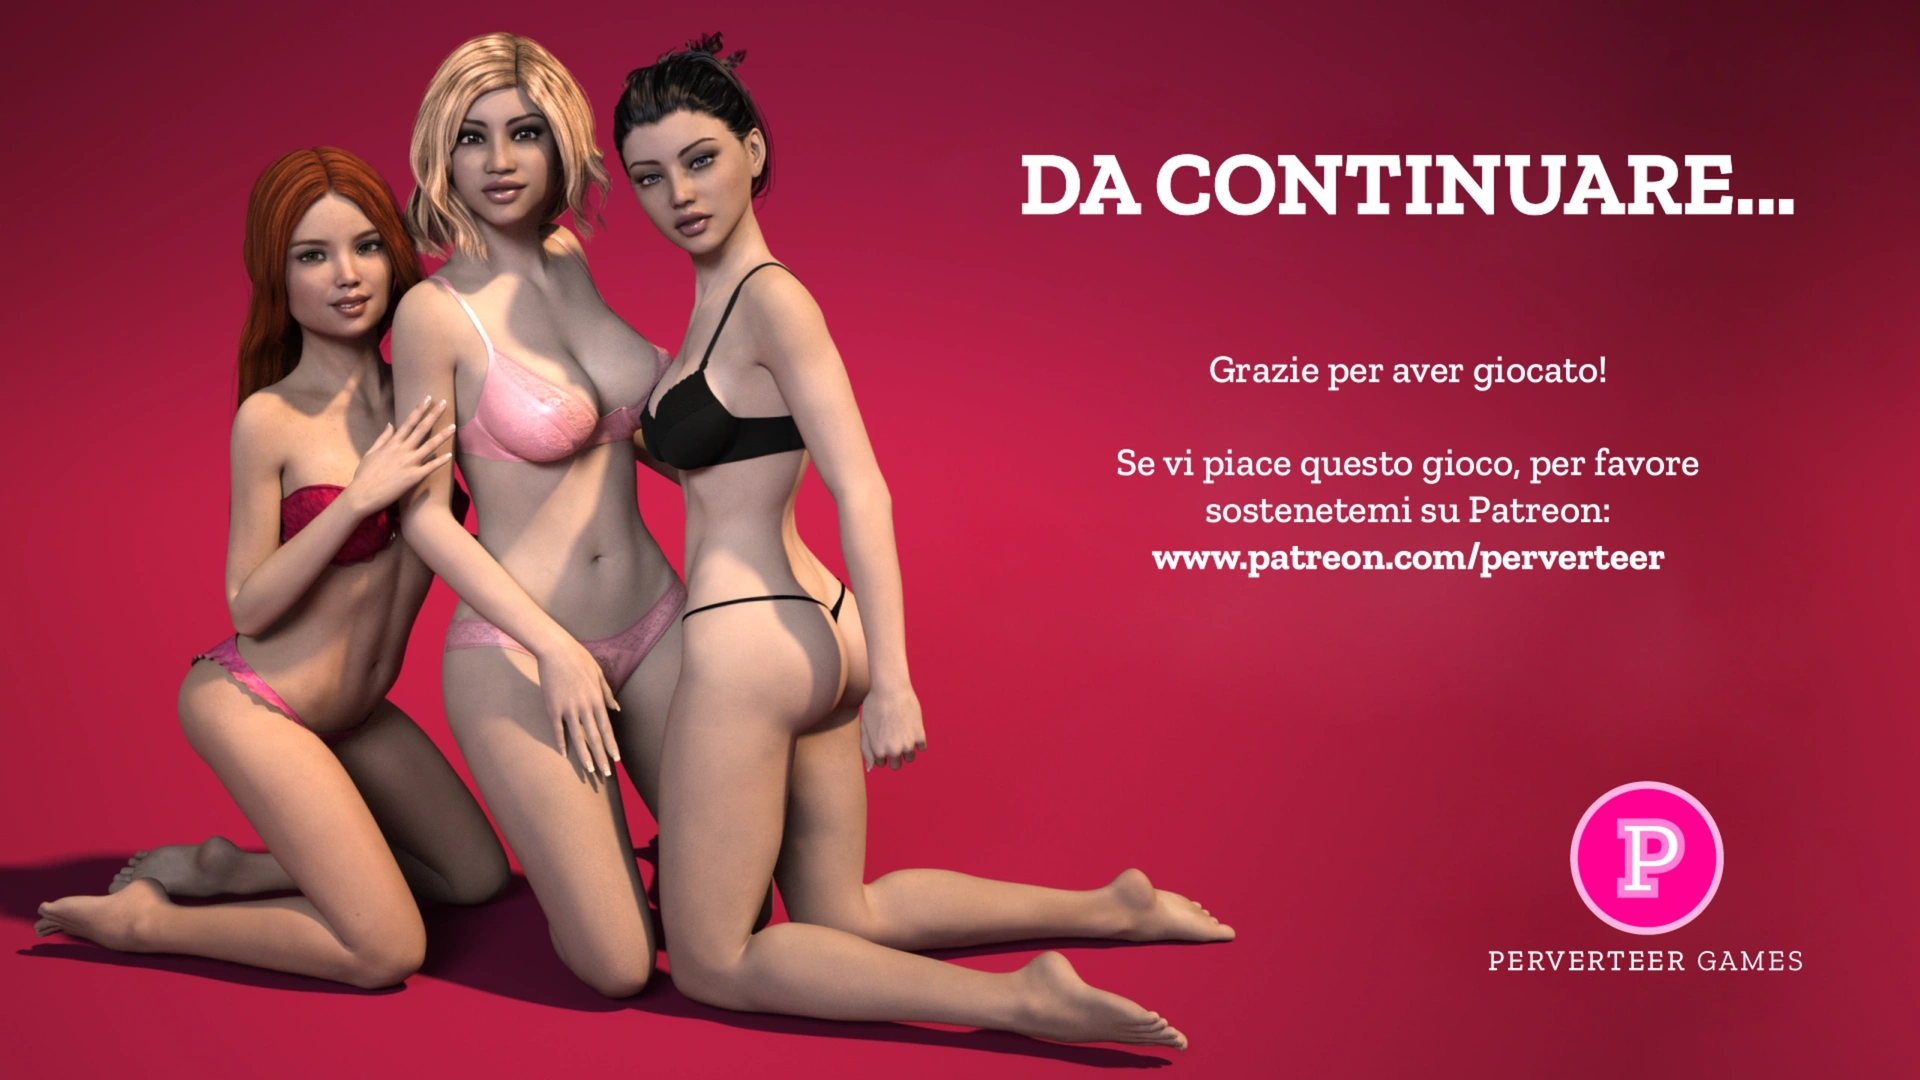 DA CONTINUARE...
Grazie per aver giocato!
Se vi piace questo gioco, per favore
sostenetemi su Patreon:
www.patreon.com/perverteer
P
PERVERTEER GAMES